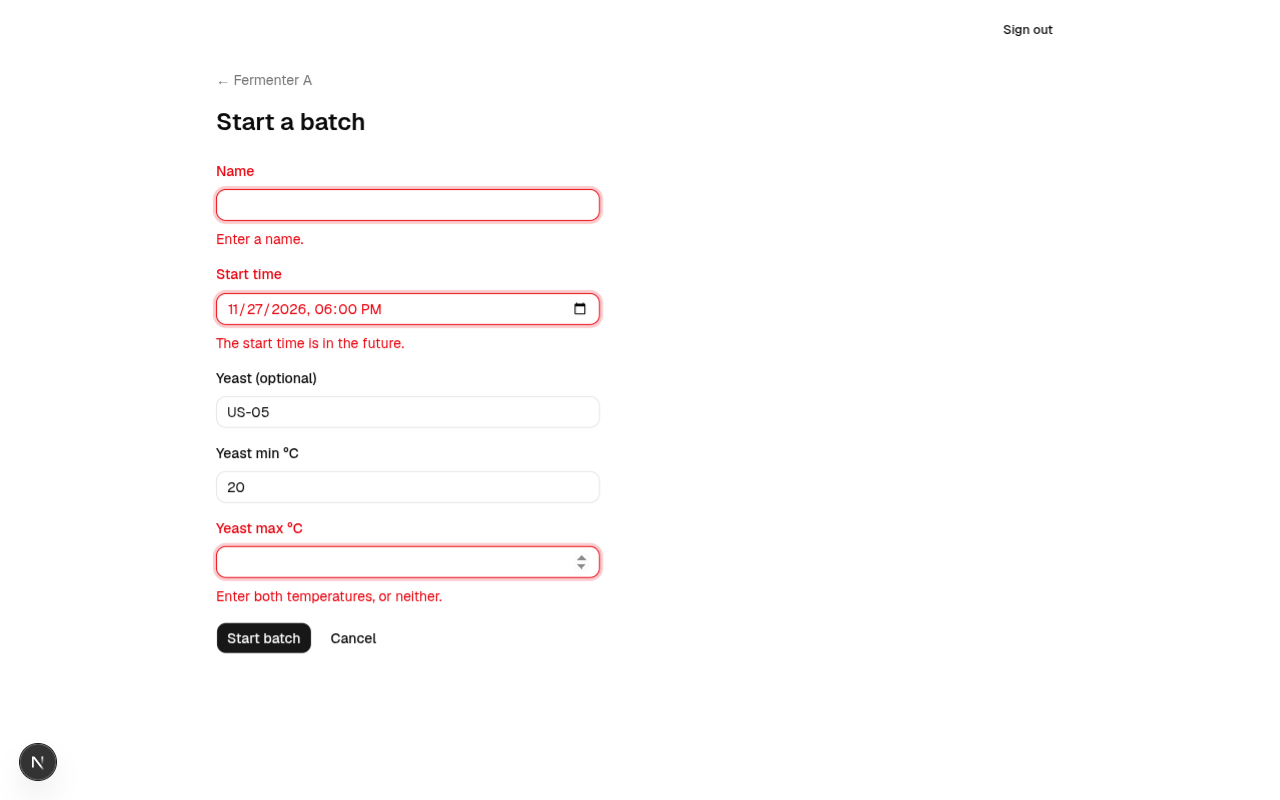 Sign out
← Fermenter A
Start a batch
Name
Enter a name.
Start time
11/27/2026, 06:00 PM
The start time is in the future.
Yeast (optional)
US-05
Yeast min °C
20
Yeast max °C
Enter both temperatures, or neither.
Start batch Cancel
N